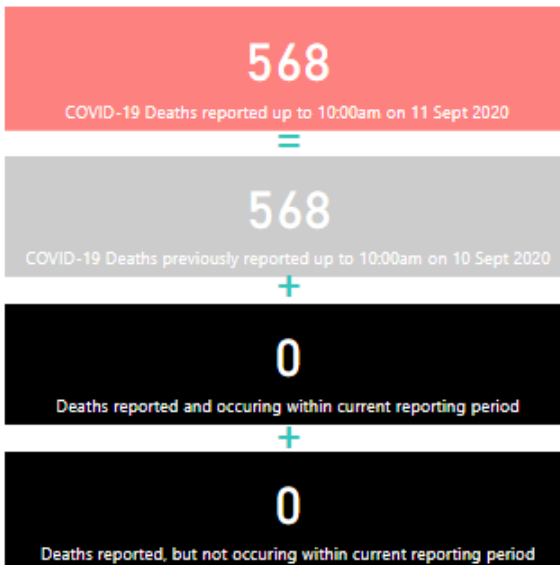 568
COVID-19 Deaths reported up to 10:00am on 11 Sept 2020
=
568
COVID-19 Deaths previously reported up to 10:00am on 10 Sept 2020
+
0
Deaths reported and occuring within current reporting period
+
0
Deaths reported, but not occuring within current reporting period